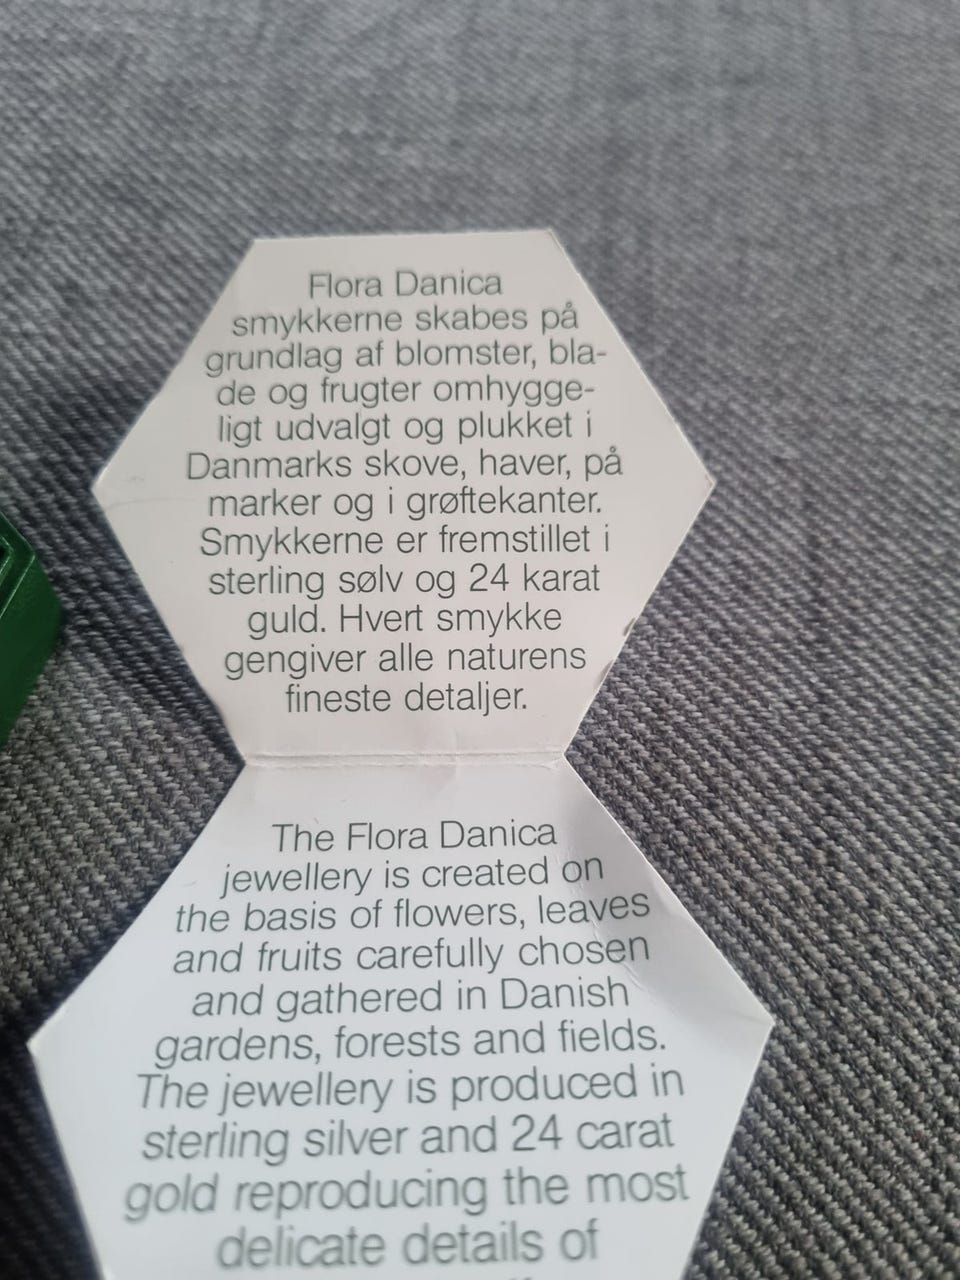 Flora Danica
smykkerne skabes på
grundlag af blomster, bla-
de og frugter omhygge-
ligt udvalgt og plukket i
Danmarks skove, haver, på
marker og i grøftekanter.
Smykkerne er fremstillet i
sterling sølv og 24 karat
guld. Hvert smykke
gengiver alle naturens
fineste detaljer.
The Flora Danica
jewellery is created on
the basis of flowers, leaves
and fruits carefully chosen
and gathered in Danish
gardens, forests and fields.
The jewellery is produced in
sterling silver and 24 carat
gold reproducing the most
delicate details of